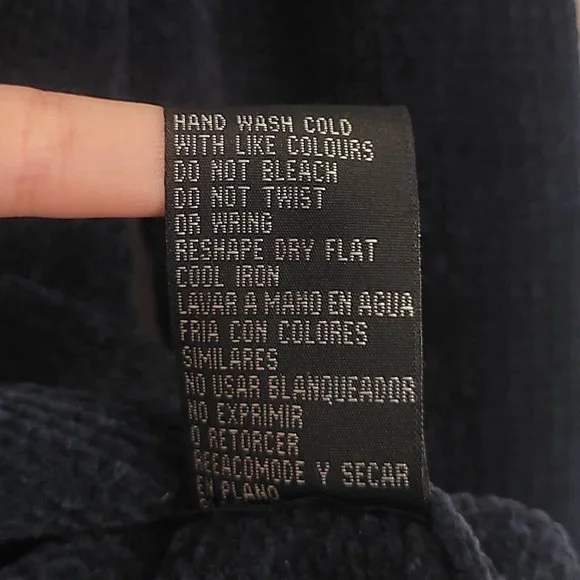 HAND WASH COLD
WITH LIKE COLOURS
DO NOT BLEACH
DO NOT TWIST
OR WRING
RESHAPE DRY FLAT
COOL IRON
LAVAR A MANO EN AGUA
FRIA CON COLORES
SIMILARES
NO USAR BLANQUEADOR
NO EXPRIMIR
O RETORCER
REEACOMODE Y SECAR
EN PLANO